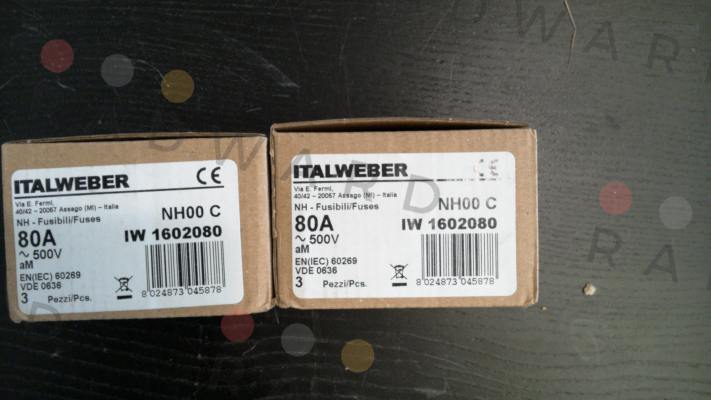 ITALWEBER CE
Via E. Fermi,
40/42 – 20067 Assago (MI) – Italia
NH - Fusibili/Fuses
NH00 C
80A
IW 1602080
~ 500V
aM
EN(IEC) 60269
VDE 0636
3 Pezzi/Pcs.
8 024873 045878
ITALWEBER CE
Via E. Fermi,
40/42 – 20067 Assago (MI) – Italia
NH - Fusibili/Fuses
NH00 C
80A
IW 1602080
~ 500V
aM
EN(IEC) 60269
VDE 0636
3 Pezzi/Pcs.
8 024873 045878